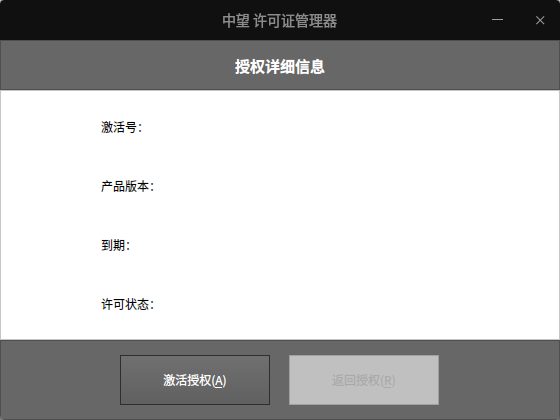 中望 许可证管理器
授权详细信息
激活号：
产品版本：
到期：
许可状态：
激活授权(A) 返回授权(R)